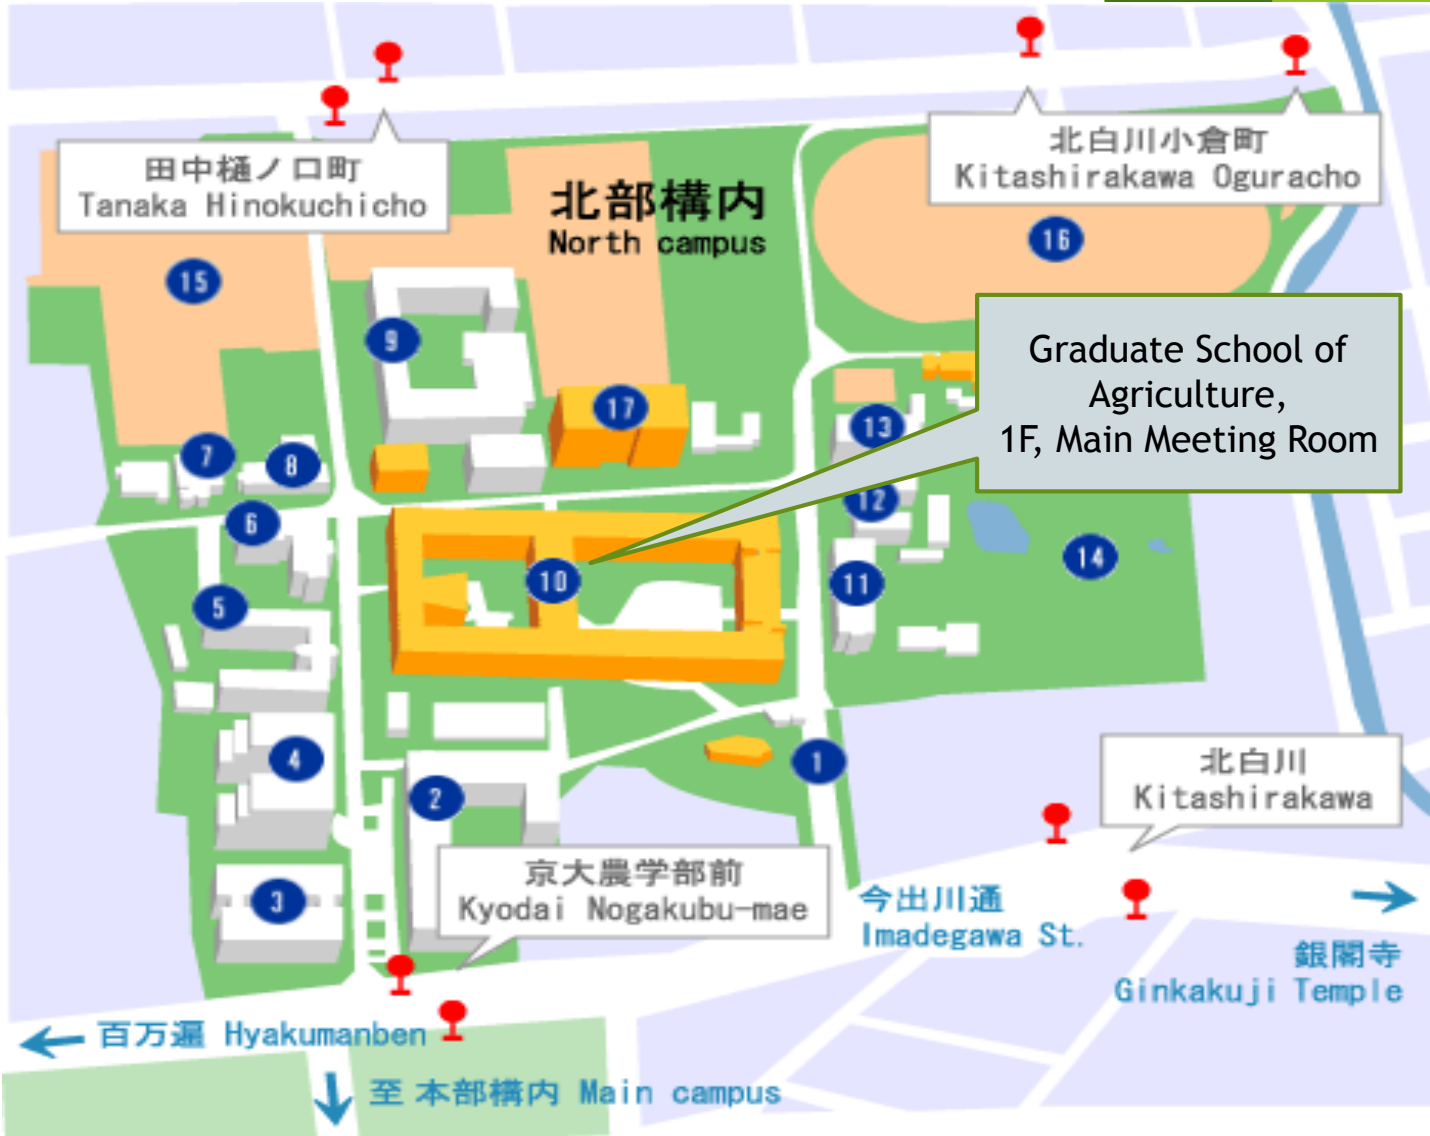 田中樋ノ口町
Tanaka Hinokuchicho
北白川小倉町
Kitashirakawa Oguracho
北部構内
North campus
16
15
9
Graduate School of
Agriculture,
1F, Main Meeting Room
17
13
7
8
12
6
14
10
11
5
4
1
2
北白川
Kitashirakawa
京大農学部前
Kyodai Nogakubu-mae
3
今出川通
Imadegawa St.
銀閣寺
Ginkakuji Temple
百万遍 Hyakumanben
至 本部構内 Main campus